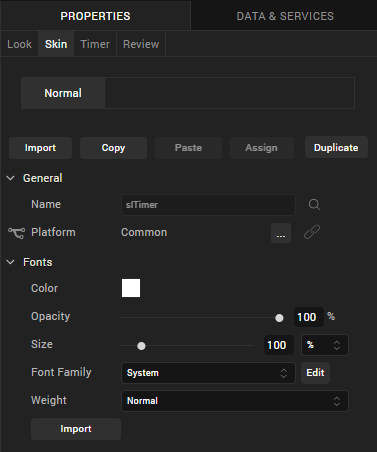 PROPERTIES DATA & SERVICES
Look Skin Timer Review
Normal
Import Copy Paste Assign Duplicate
General
Name slTimer
Platform Common ...
Fonts
Color
Opacity 100 %
Size 100 %
Font Family System Edit
Weight Normal
Import